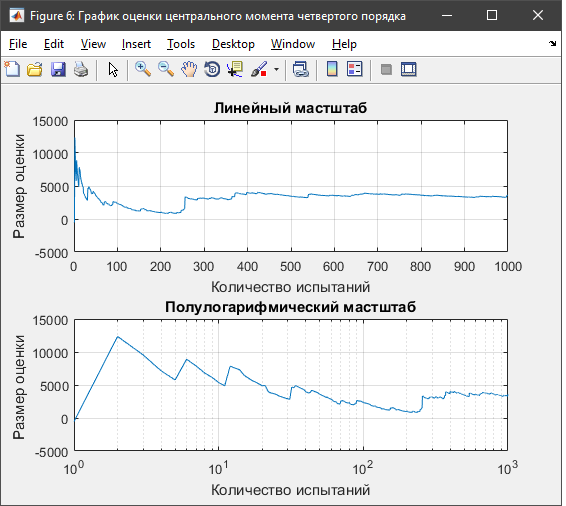 Figure 6: График оценки центрального момента четвертого порядка
File Edit View Insert Tools Desktop Window Help
Линейный мастштаб
15000
10000
5000
0
-5000
Размер оценки
0 100 200 300 400 500 600 700 800 900 1000
Количество испытаний
Полулогарифмический мастштаб
15000
10000
5000
0
-5000
Размер оценки
10^0 10^1 10^2 10^3
Количество испытаний